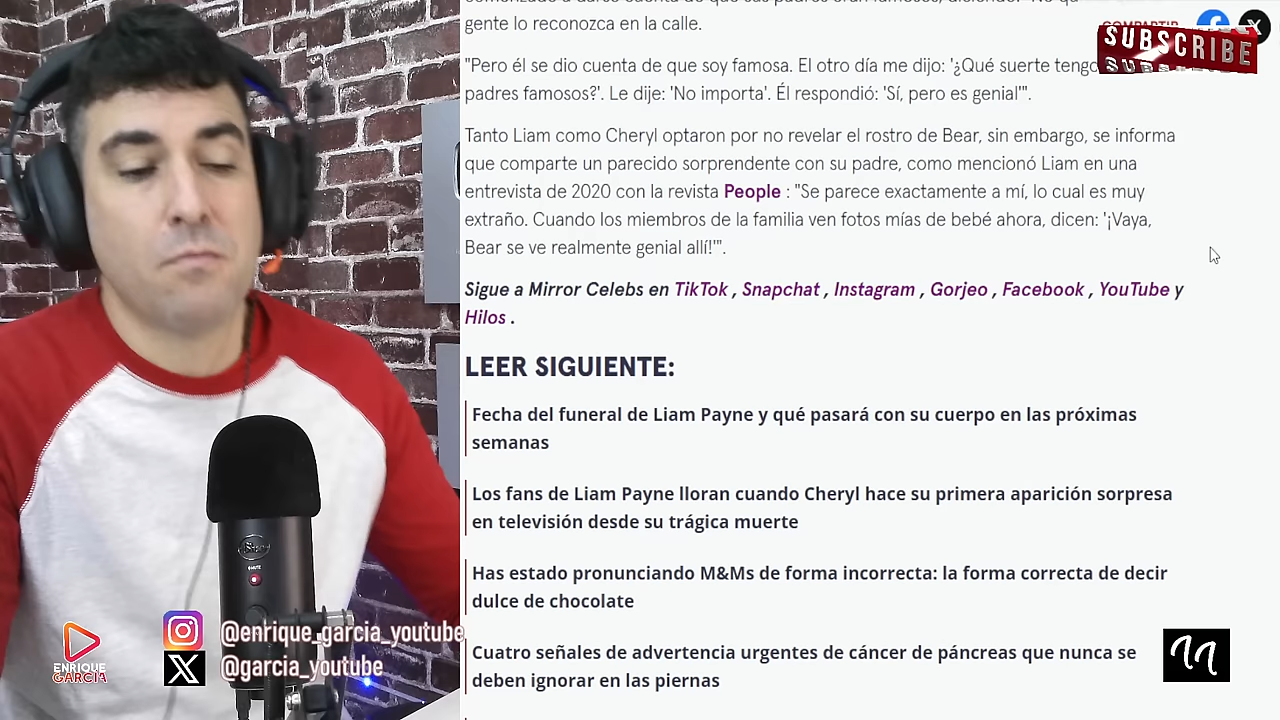 gente lo reconozca en la calle.
COMPARTIR
SUBSCRIBE
"Pero él se dio cuenta de que soy famosa. El otro día me dijo: '¿Qué suerte tengo
padres famosos?'. Le dije: 'No importa'. Él respondió: 'Sí, pero es genial'".
Tanto Liam como Cheryl optaron por no revelar el rostro de Bear, sin embargo, se informa
que comparte un parecido sorprendente con su padre, como mencionó Liam en una
entrevista de 2020 con la revista People : "Se parece exactamente a mí, lo cual es muy
extraño. Cuando los miembros de la familia ven fotos mías de bebé ahora, dicen: '¡Vaya,
Bear se ve realmente genial allí!'".
Sigue a Mirror Celebs en TikTok , Snapchat , Instagram , Gorjeo , Facebook , YouTube y
Hilos .
LEER SIGUIENTE:
Fecha del funeral de Liam Payne y qué pasará con su cuerpo en las próximas
semanas
Los fans de Liam Payne lloran cuando Cheryl hace su primera aparición sorpresa
en televisión desde su trágica muerte
Has estado pronunciando M&Ms de forma incorrecta: la forma correcta de decir
dulce de chocolate
Cuatro señales de advertencia urgentes de cáncer de páncreas que nunca se
deben ignorar en las piernas
@enrique_garcia_youtube
@garcia_youtube
ENRIQUE
GARCIA